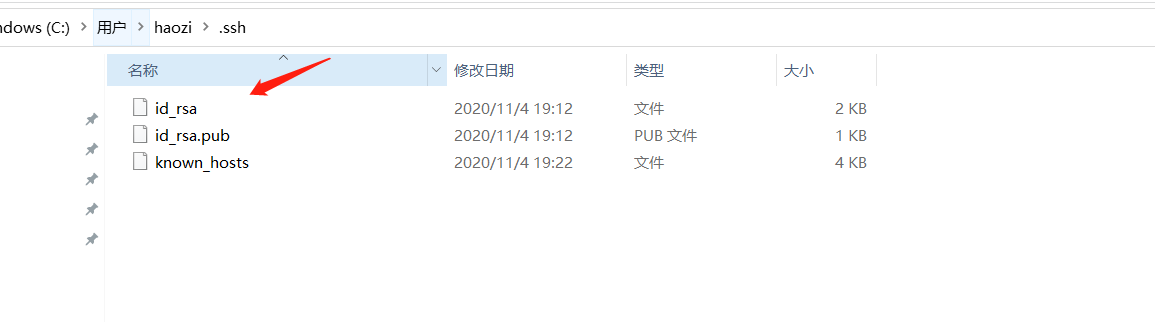 ndows (C:) > 用户 > haozi > .ssh
名称 修改日期 类型 大小
id_rsa 2020/11/4 19:12 文件 2 KB
id_rsa.pub 2020/11/4 19:12 PUB 文件 1 KB
known_hosts 2020/11/4 19:22 文件 4 KB